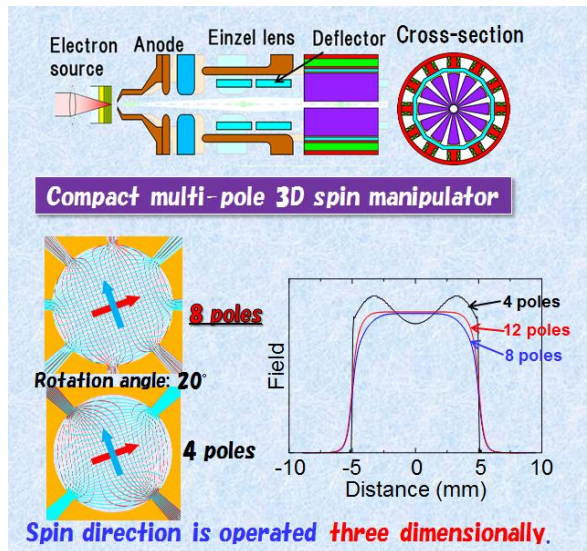 Electron
source
Anode
Einzel lens
Deflector
Cross-section
Compact multi-pole 3D spin manipulator
8 poles
Rotation angle: 20°
4 poles
Field
4 poles
12 poles
8 poles
-10 -5 0 5 10
Distance (mm)
Spin direction is operated three dimensionally.